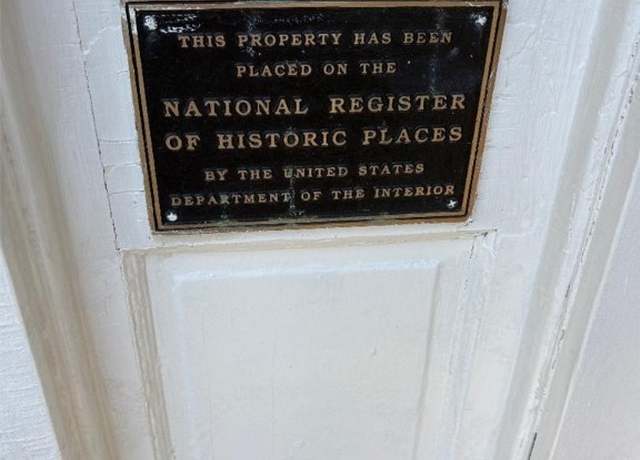 THIS PROPERTY HAS BEEN
PLACED ON THE
NATIONAL REGISTER
OF HISTORIC PLACES
BY THE UNITED STATES
DEPARTMENT OF THE INTERIOR